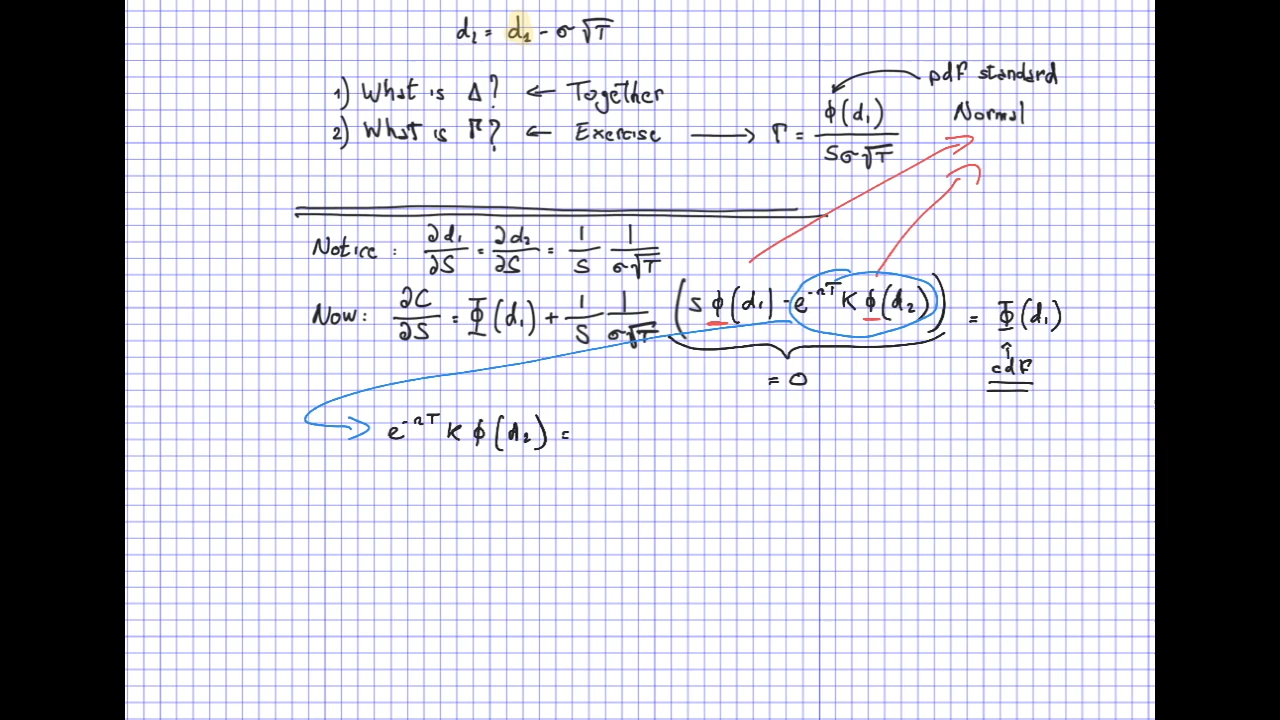 d₂ = d₁ - σ√T
1) What is Δ? ← Together
pdf standard Normal
2) What is Γ? ← Exercise → Γ = ϕ(d₁) / Sσ√T
Notice: ∂d₁/∂S = ∂d₂/∂S = 1/S 1/σ√T
Now: ∂C/∂S = Φ(d₁) + 1/S 1/σ√T (S ϕ(d₁) - e^-rT K ϕ(d₂)) = Φ(d₁)
= 0
↑ cdf
e^-rT K ϕ(d₂) =